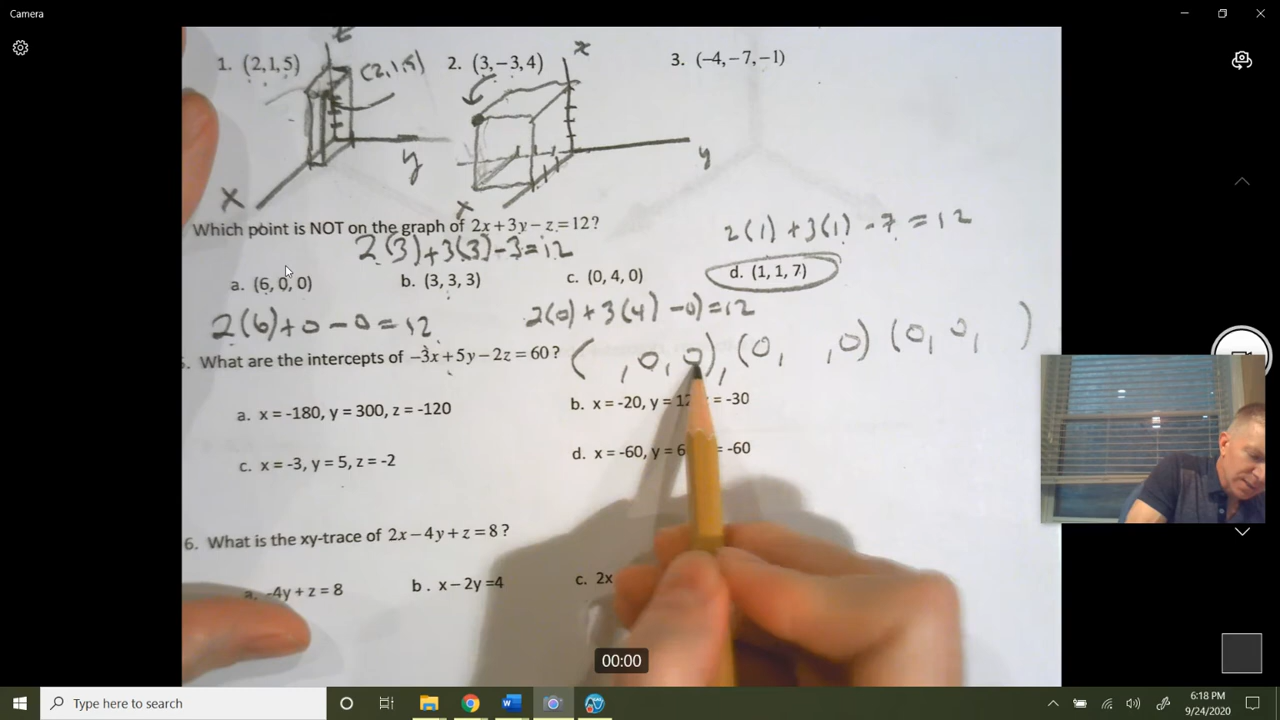 Camera
z
1. (2,1,5)
(2,1,5)
2. (3,−3,4)
x
3. (−4,−7,−1)
y
y
x
x
Which point is NOT on the graph of 2x+3y−z=12?
2(3)+3(3)-3=12
2(1)+3(1)-7=12
a. (6, 0, 0)
b. (3, 3, 3)
c. (0, 4, 0)
d. (1, 1, 7)
2(6)+0-0=12
2(0)+3(4)-0)=12
5. What are the intercepts of −3x+5y−2z=60?
( ,0,0),(0, ,0) (0,0, )
a. x = -180, y = 300, z = -120
b. x = -20, y = 12 = -30
c. x = -3, y = 5, z = -2
d. x = -60, y = 6 = -60
6. What is the xy-trace of 2x−4y+z=8?
a. -4y + z = 8
b . x−2y =4
c. 2x
00:00
Type here to search
6:18 PM
9/24/2020